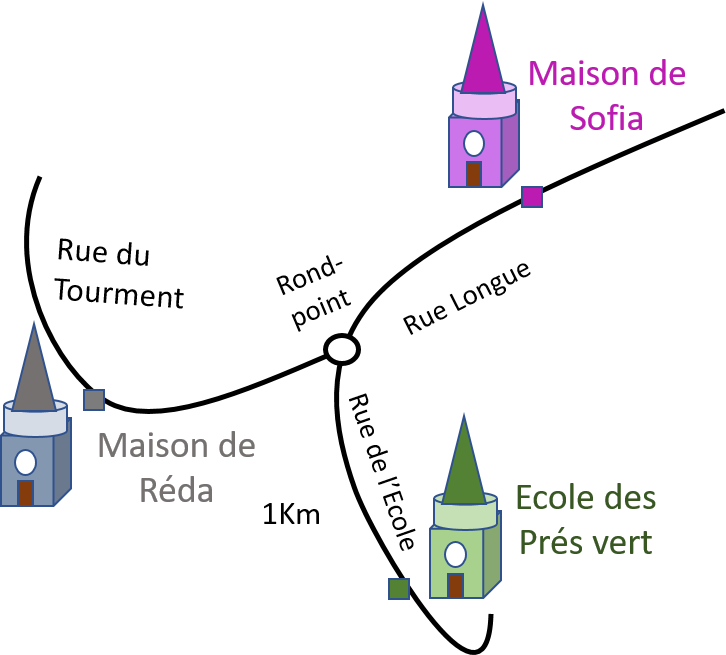 Maison de
Sofia
Rue du
Tourment
Rond-
point
Rue Longue
Maison de
Réda
Rue de l'Ecole
1Km
Ecole des
Prés vert